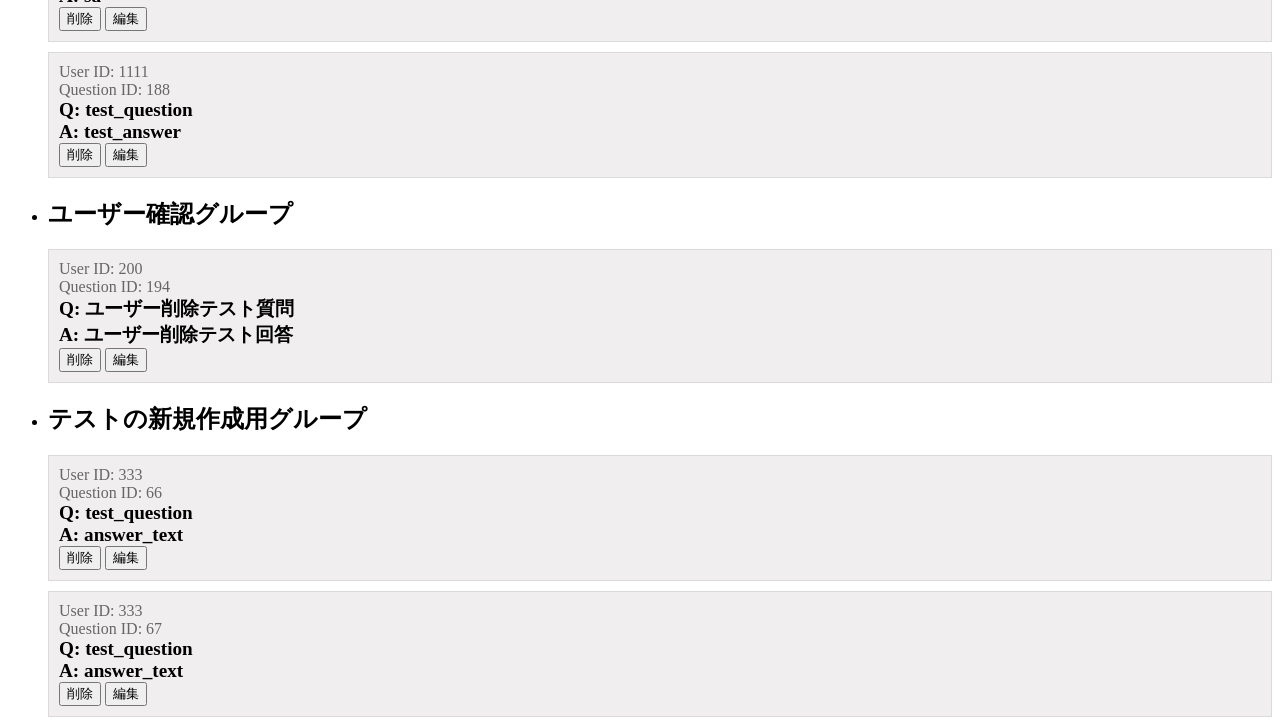 削除 編集
User ID: 1111
Question ID: 188
Q: test_question
A: test_answer
削除 編集
ユーザー確認グループ
User ID: 200
Question ID: 194
Q: ユーザー削除テスト質問
A: ユーザー削除テスト回答
削除 編集
テストの新規作成用グループ
User ID: 333
Question ID: 66
Q: test_question
A: answer_text
削除 編集
User ID: 333
Question ID: 67
Q: test_question
A: answer_text
削除 編集